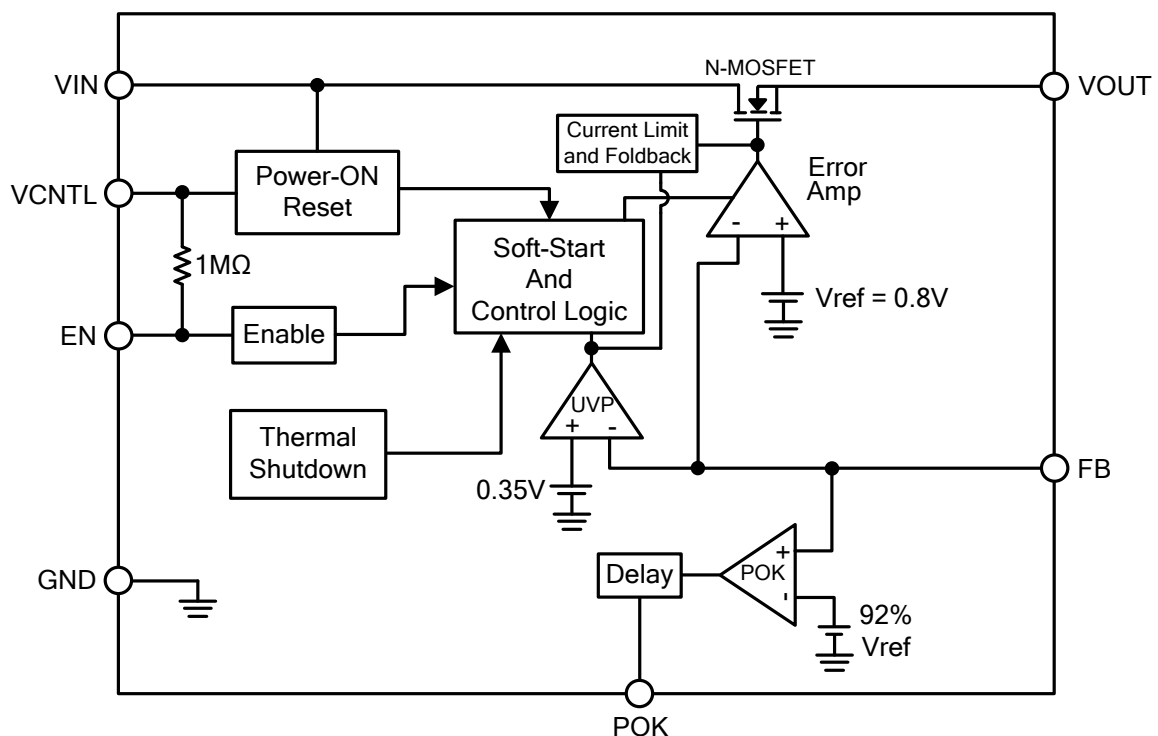 N-MOSFET
VIN
VOUT
Current Limit
and Foldback
Power-ON
Reset
Error
Amp
VCNTL
- +
1MΩ
Soft-Start
And
Control Logic
Vref = 0.8V
EN
Enable
UVP
+ -
Thermal
Shutdown
0.35V
FB
+
POK
-
Delay
GND
92%
Vref
POK